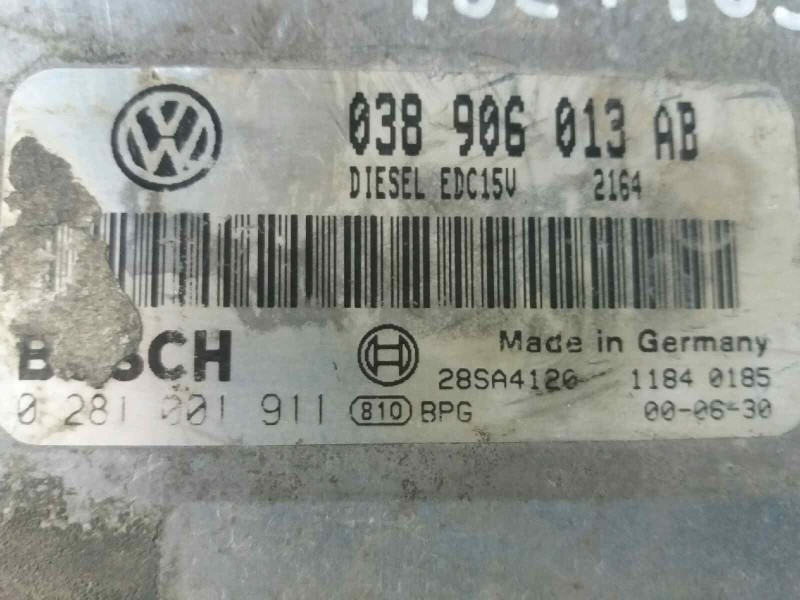 038 906 013 AB
DIESEL EDC15V 2164
BOSCH
Made in Germany
28SA4120 1184 0185
0 281 001 911 810 BPG 00-06-30